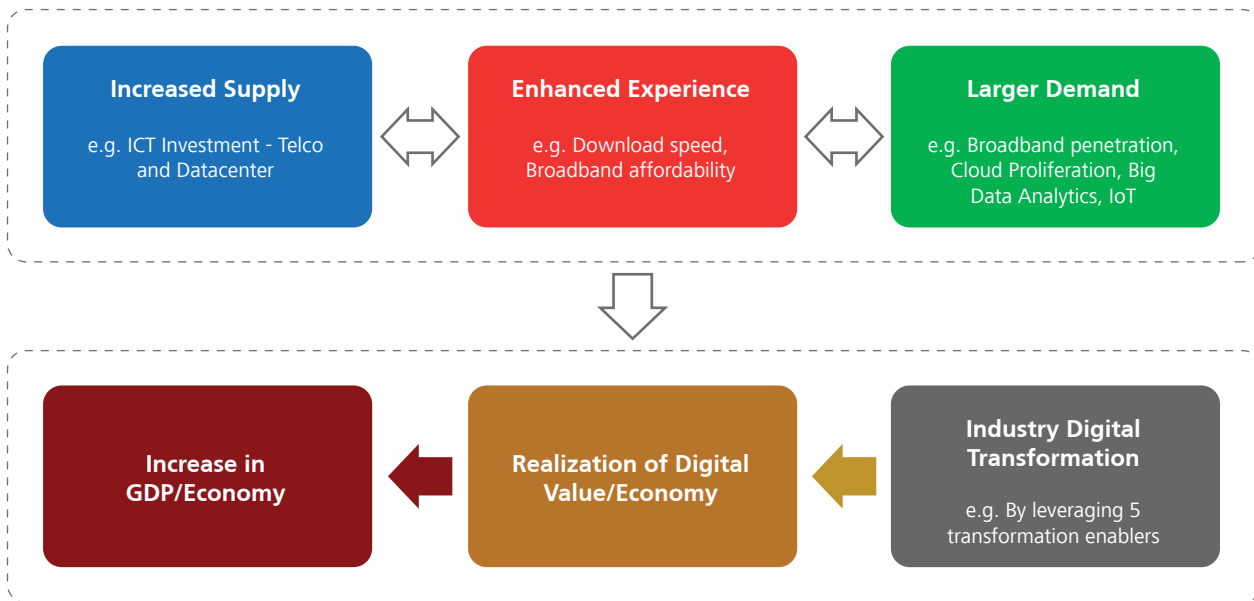 Increased Supply
e.g. ICT Investment - Telco
and Datacenter
Enhanced Experience
e.g. Download speed,
Broadband affordability
Larger Demand
e.g. Broadband penetration,
Cloud Proliferation, Big
Data Analytics, IoT
Increase in
GDP/Economy
Realization of Digital
Value/Economy
Industry Digital
Transformation
e.g. By leveraging 5
transformation enablers